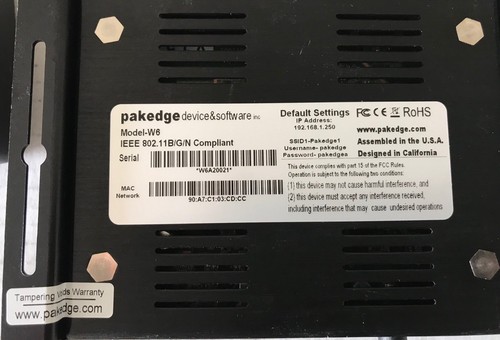 pakedge device&software inc
Model-W6
IEEE 802.11B/G/N Compliant
Serial
*W6A20021*
MAC
Network
90:A7:C1:03:CD:CC
Default Settings
IP Address:
192.168.1.250
SSID1-Pakedge1
Username- pakedge
Password- pakedgea
FC CE RoHS
www.pakedge.com
Assembled in the U.S.A.
Designed in California
This device complies with part 15 of the FCC Rules.
Operation is subject to the following two conditions:
(1) this device may not cause harmful interference, and
(2) this device must accept any interference received,
including interference that may cause undesired operations
Tampering Voids Warranty
www.pakedge.com